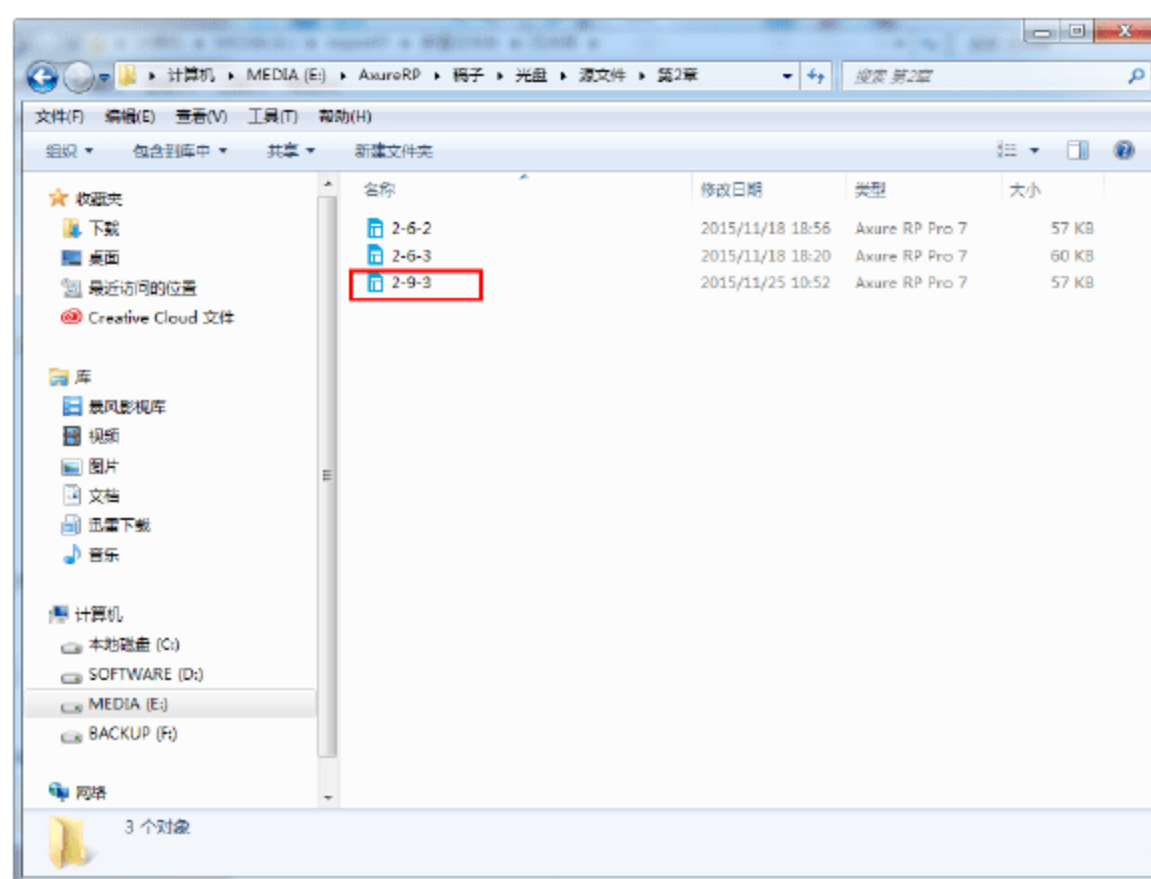 计算机 ▸ MEDIA (E:) ▸ AxureRP ▸ 稿子 ▸ 光盘 ▸ 源文件 ▸ 第2章 搜索 第2章
文件(F) 编辑(E) 查看(V) 工具(T) 帮助(H)
组织 包含到库中 共享 新建文件夹
名称 修改日期 类型 大小
2-6-2 2015/11/18 18:56 Axure RP Pro 7 57 KB
2-6-3 2015/11/18 18:20 Axure RP Pro 7 60 KB
2-9-3 2015/11/25 10:52 Axure RP Pro 7 57 KB
收藏夹
下载
桌面
最近访问的位置
Creative Cloud 文件
库
暴风影视库
视频
图片
文档
迅雷下载
音乐
计算机
本地磁盘 (C:)
SOFTWARE (D:)
MEDIA (E:)
BACKUP (F:)
网络
3 个对象